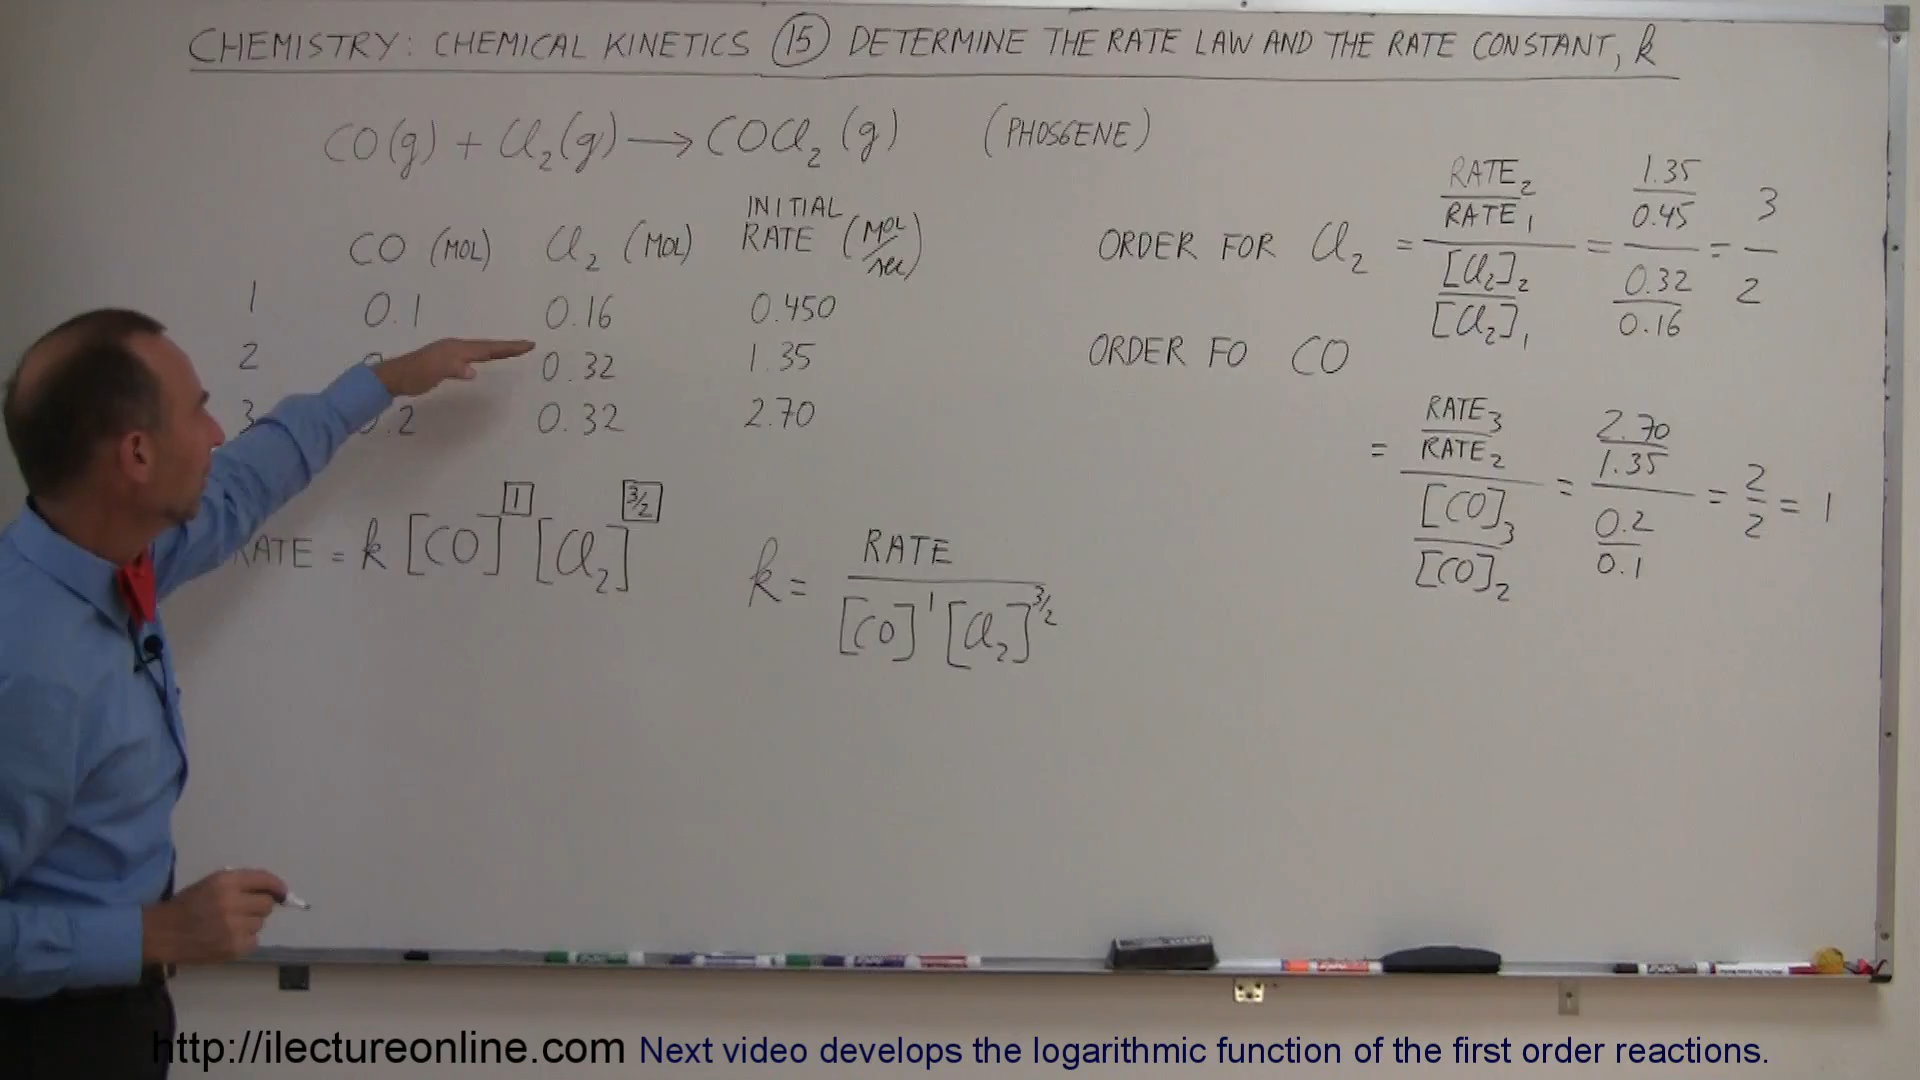 CHEMISTRY: CHEMICAL KINETICS 15 DETERMINE THE RATE LAW AND THE RATE CONSTANT, k
CO(g) + Cl₂(g) → COCl₂(g) (PHOSGENE)
CO (MOL) Cl₂ (MOL) INITIAL RATE (MOL/sec)
1 0.1 0.16 0.450
2 0.32 1.35
3 0.2 0.32 2.70
RATE = k [CO]^1 [Cl₂]^3/2
k = RATE / [CO]^1 [Cl₂]^3/2
ORDER FOR Cl₂ = (RATE₂ / RATE₁) / ([Cl₂]₂ / [Cl₂]₁) = (1.35 / 0.45) / (0.32 / 0.16) = 3 / 2
ORDER FO CO
= (RATE₃ / RATE₂) / ([CO]₃ / [CO]₂) = (2.70 / 1.35) / (0.2 / 0.1) = 2/2 = 1
http://ilectureonline.com Next video develops the logarithmic function of the first order reactions.